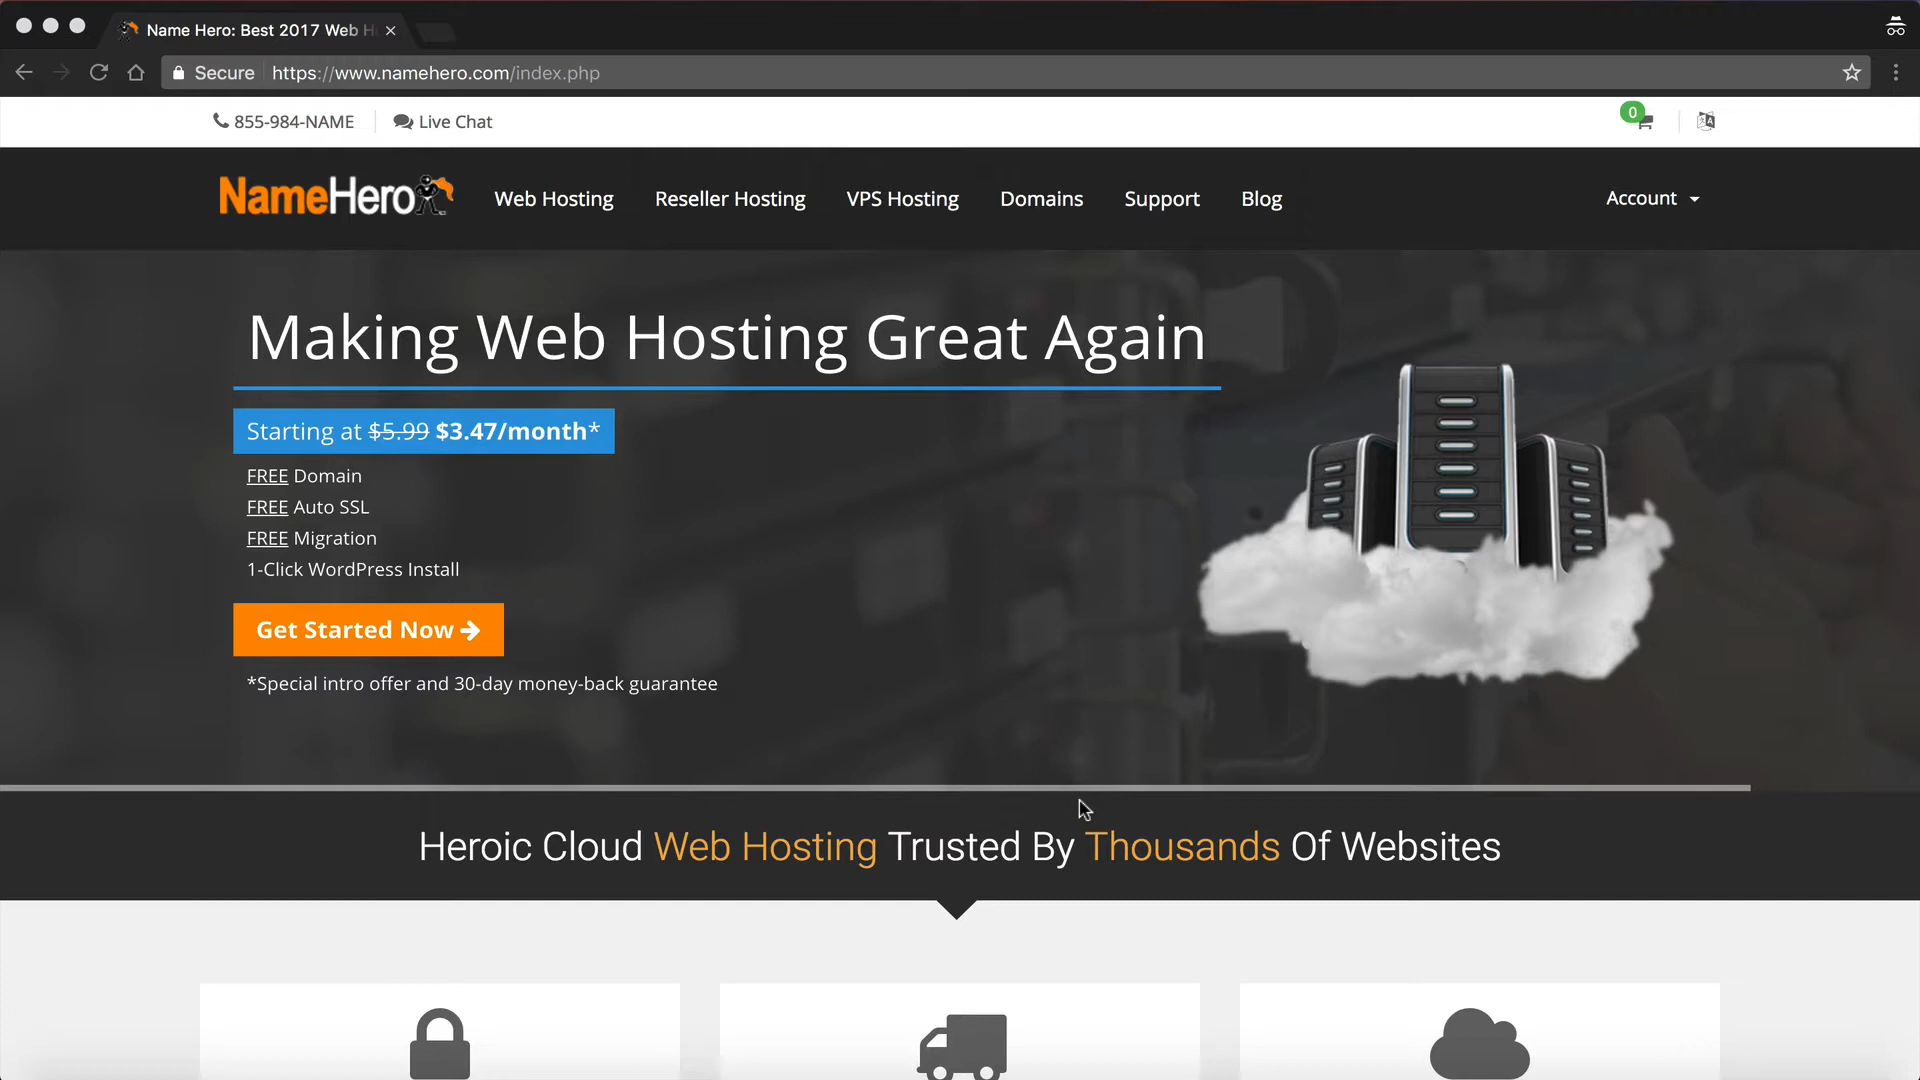 Name Hero: Best 2017 Web H
Secure https://www.namehero.com/index.php
855-984-NAME Live Chat 0
NameHero Web Hosting Reseller Hosting VPS Hosting Domains Support Blog Account
Making Web Hosting Great Again
Starting at $5.99 $3.47/month*
FREE Domain
FREE Auto SSL
FREE Migration
1-Click WordPress Install
Get Started Now
*Special intro offer and 30-day money-back guarantee
Heroic Cloud Web Hosting Trusted By Thousands Of Websites